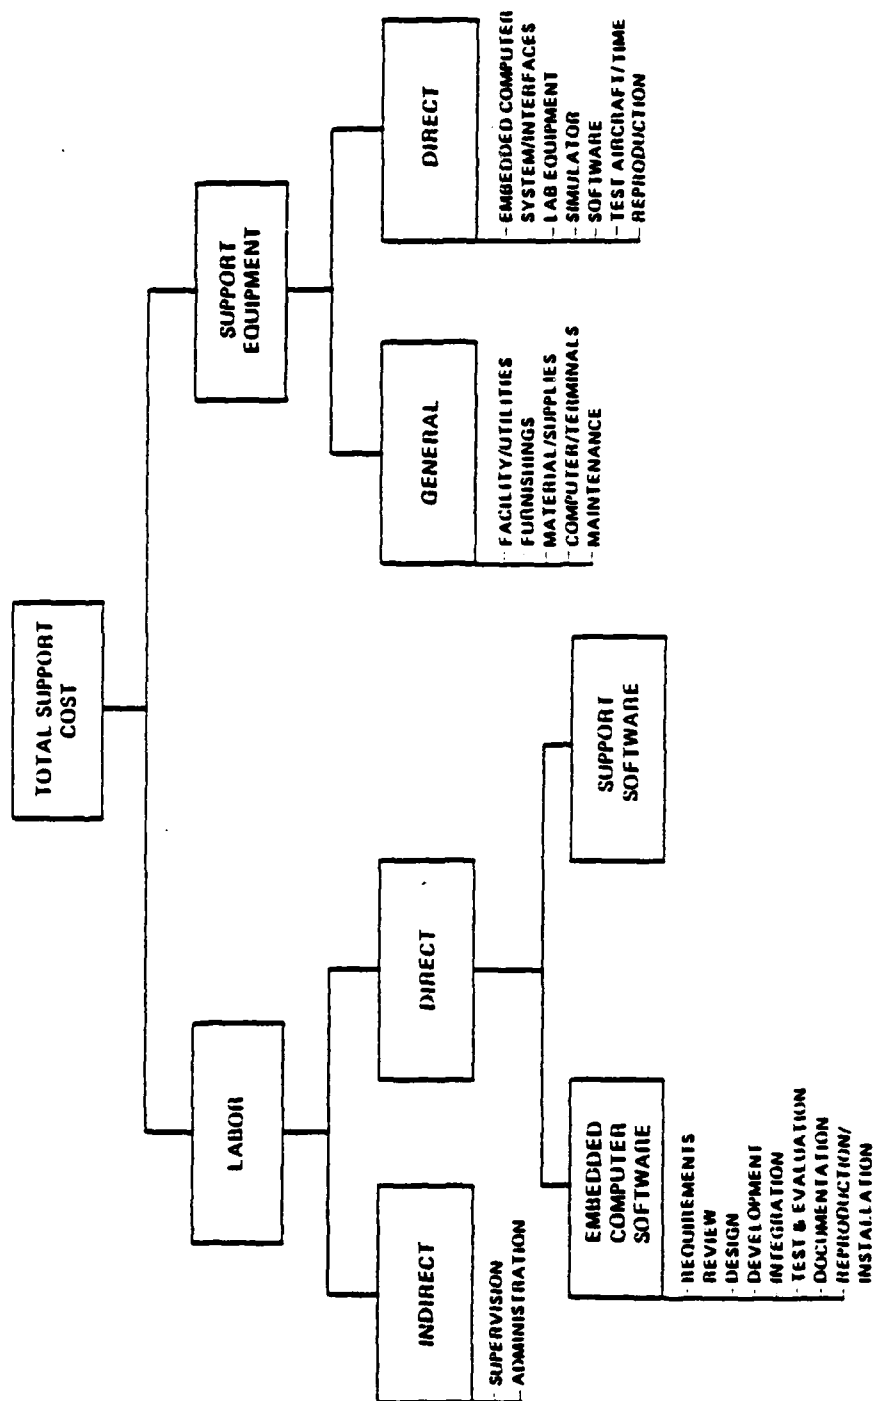 TOTAL SUPPORT
COST
LABOR
SUPPORT
EQUIPMENT
INDIRECT
DIRECT
GENERAL
DIRECT
SUPERVISION
ADMINISTRATION
EMBEDDED
COMPUTER
SOFTWARE
SUPPORT
SOFTWARE
FACILITY/UTILITIES
FURNISHINGS
MATERIAL/SUPPLIES
COMPUTER/TERMINALS
MAINTENANCE
EMBEDDED COMPUTER
SYSTEM/INTERFACES
LAB EQUIPMENT
SIMULATOR
SOFTWARE
TEST AIRCRAFT/TIME
REPRODUCTION
REQUIREMENTS
REVIEW
DESIGN
DEVELOPMENT
INTEGRATION
TEST & EVALUATION
DOCUMENTATION
REPRODUCTION/
INSTALLATION